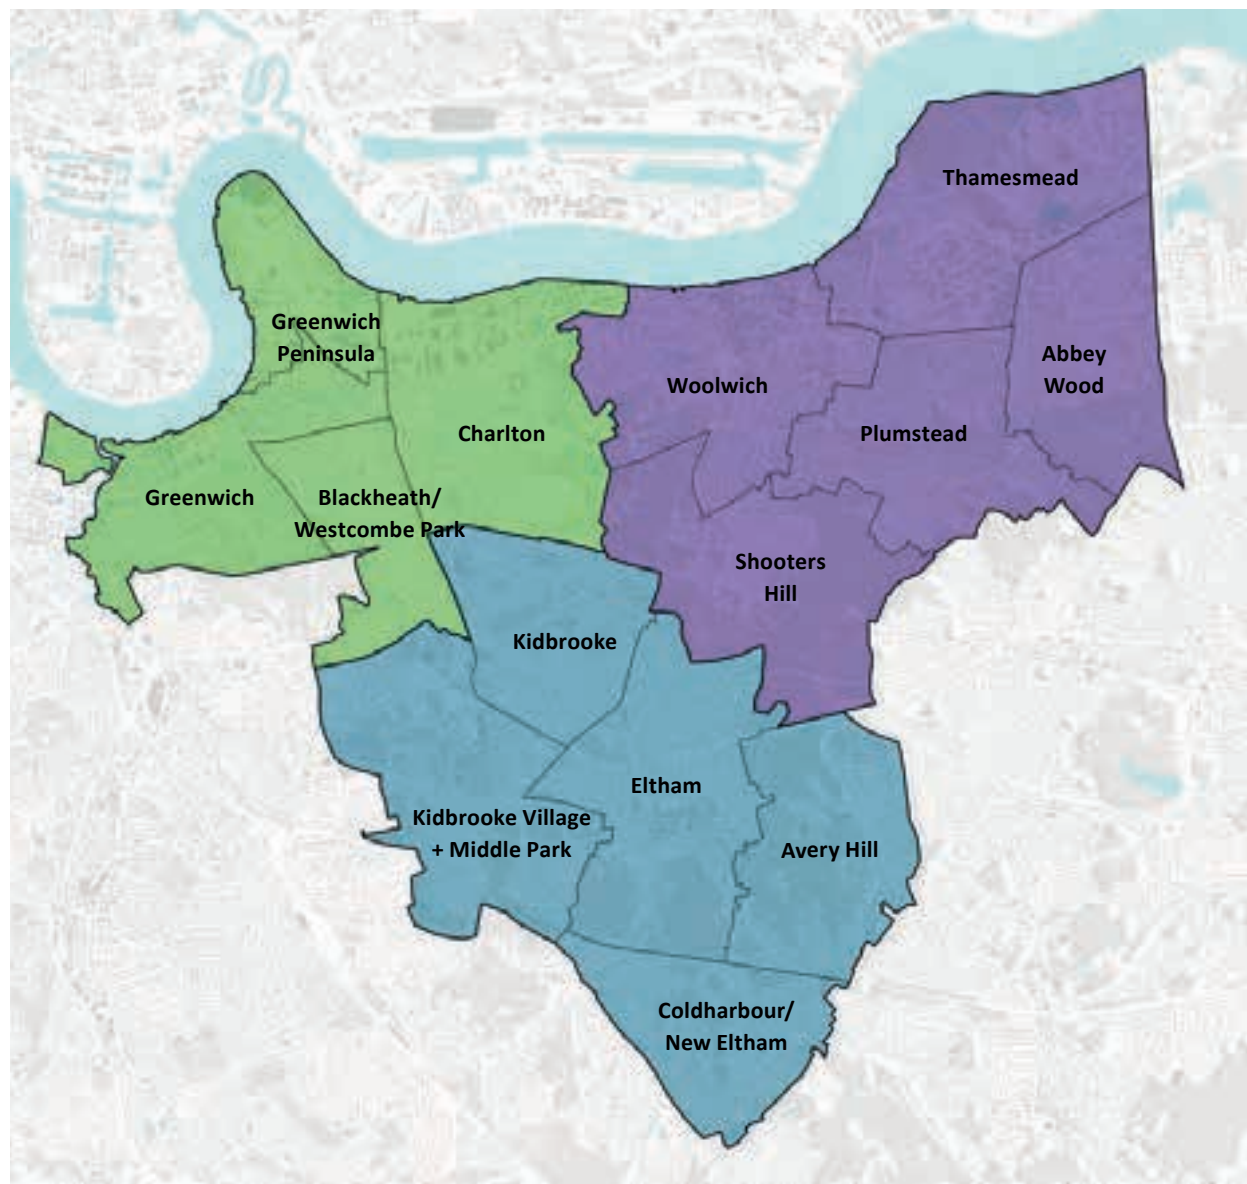 Thamesmead
Greenwich
Peninsula
Abbey
Wood
Woolwich
Charlton
Plumstead
Greenwich
Blackheath/
Westcombe Park
Shooters
Hill
Kidbrooke
Eltham
Kidbrooke Village
+ Middle Park
Avery Hill
Coldharbour/
New Eltham